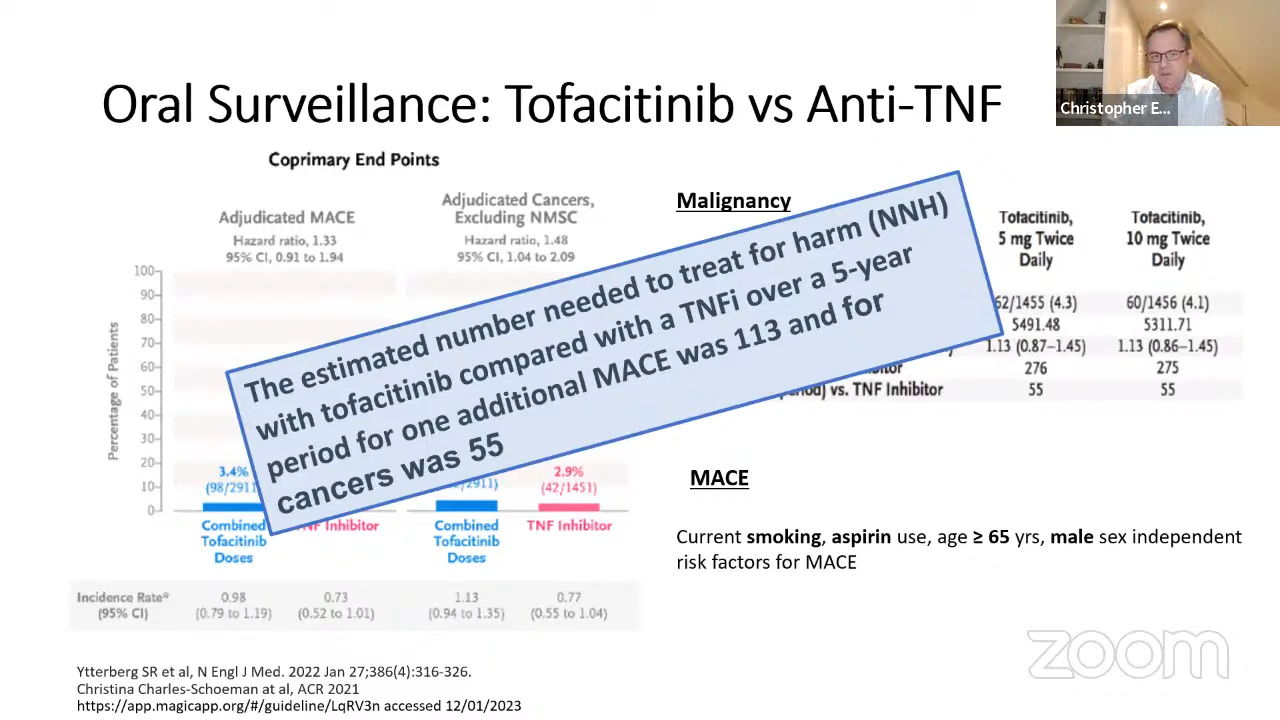 Christopher E...
Oral Surveillance: Tofacitinib vs Anti-TNF
Coprimary End Points
Adjudicated MACE
Hazard ratio, 1.33
95% CI, 0.91 to 1.94
Adjudicated Cancers,
Excluding NMSC
Hazard ratio, 1.48
95% CI, 1.04 to 2.09
Percentage of Patients
100
90
80
70
60
50
40
30
20
10
0
3.4%
(98/2911
2911)
2.9%
(42/1451)
Combined
Tofacitinib
Doses
TNF Inhibitor
Combined
Tofacitinib
Doses
TNF Inhibitor
Incidence Rate*
(95% CI)
0.98
(0.79 to 1.19)
0.73
(0.52 to 1.01)
1.13
(0.94 to 1.35)
0.77
(0.55 to 1.04)
The estimated number needed to treat for harm (NNH)
with tofacitinib compared with a TNFi over a 5-year
period for one additional MACE was 113 and for
cancers was 55
Malignancy
Tofacitinib,
5 mg Twice
Daily
Tofacitinib,
10 mg Twice
Daily
62/1455 (4.3) 60/1456 (4.1)
5491.48 5311.71
1.13 (0.87–1.45) 1.13 (0.86–1.45)
276 275
vs. TNF Inhibitor 55 55
MACE
Current smoking, aspirin use, age ≥ 65 yrs, male sex independent
risk factors for MACE
zoom
Ytterberg SR et al, N Engl J Med. 2022 Jan 27;386(4):316-326.
Christina Charles-Schoeman at al, ACR 2021
https://app.magicapp.org/#/guideline/LqRV3n accessed 12/01/2023